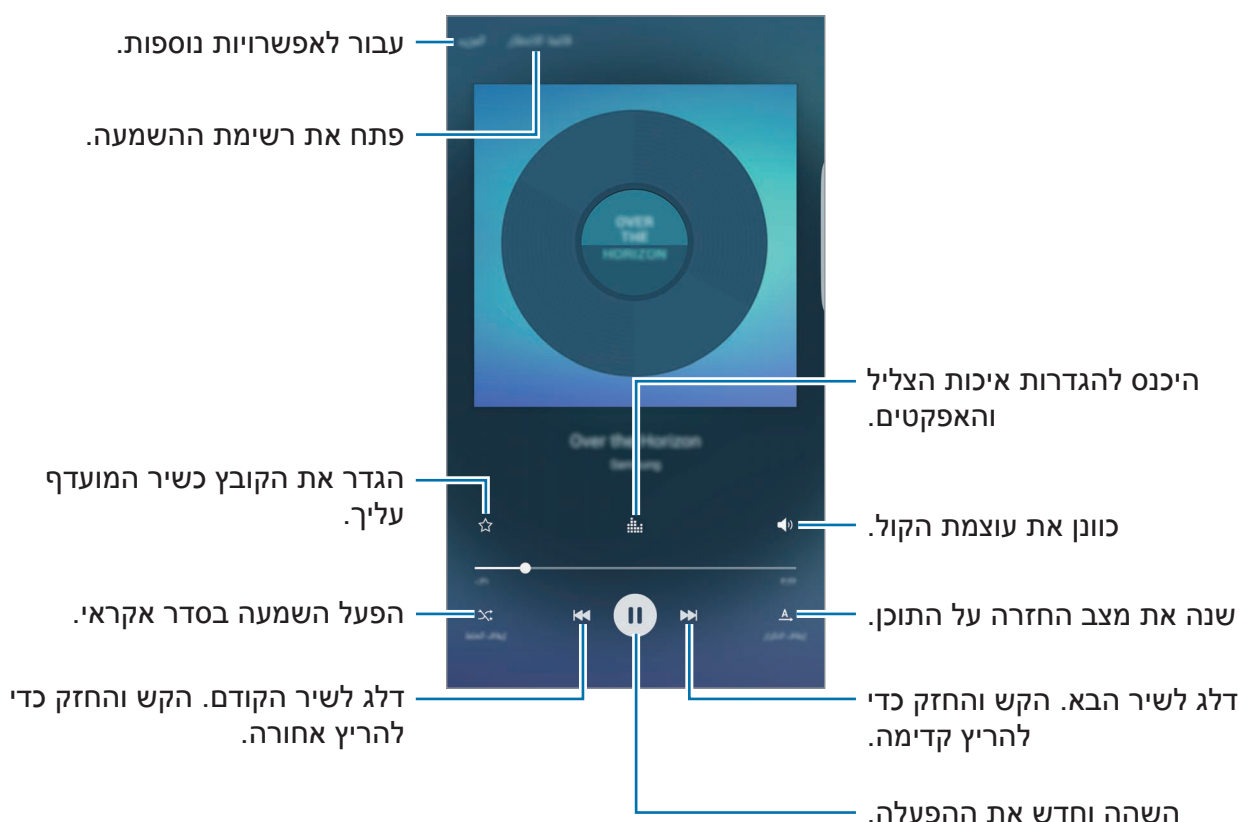 עבור לאפשרויות נוספות.
פתח את רשימת ההשמעה.
OVER
THE
HORIZON
היכנס להגדרות איכות הצליל
והאפקטים.
Over the Horizon
Samsung
הגדר את הקובץ כשיר המועדף
עליך.
כוונן את עוצמת הקול.
הפעל השמעה בסדר אקראי.
שנה את מצב החזרה על התוכן.
דלג לשיר הקודם. הקש והחזק כדי
להריץ אחורה.
דלג לשיר הבא. הקש והחזק כדי
להריץ קדימה.
השהה וחדש את ההפעלה.